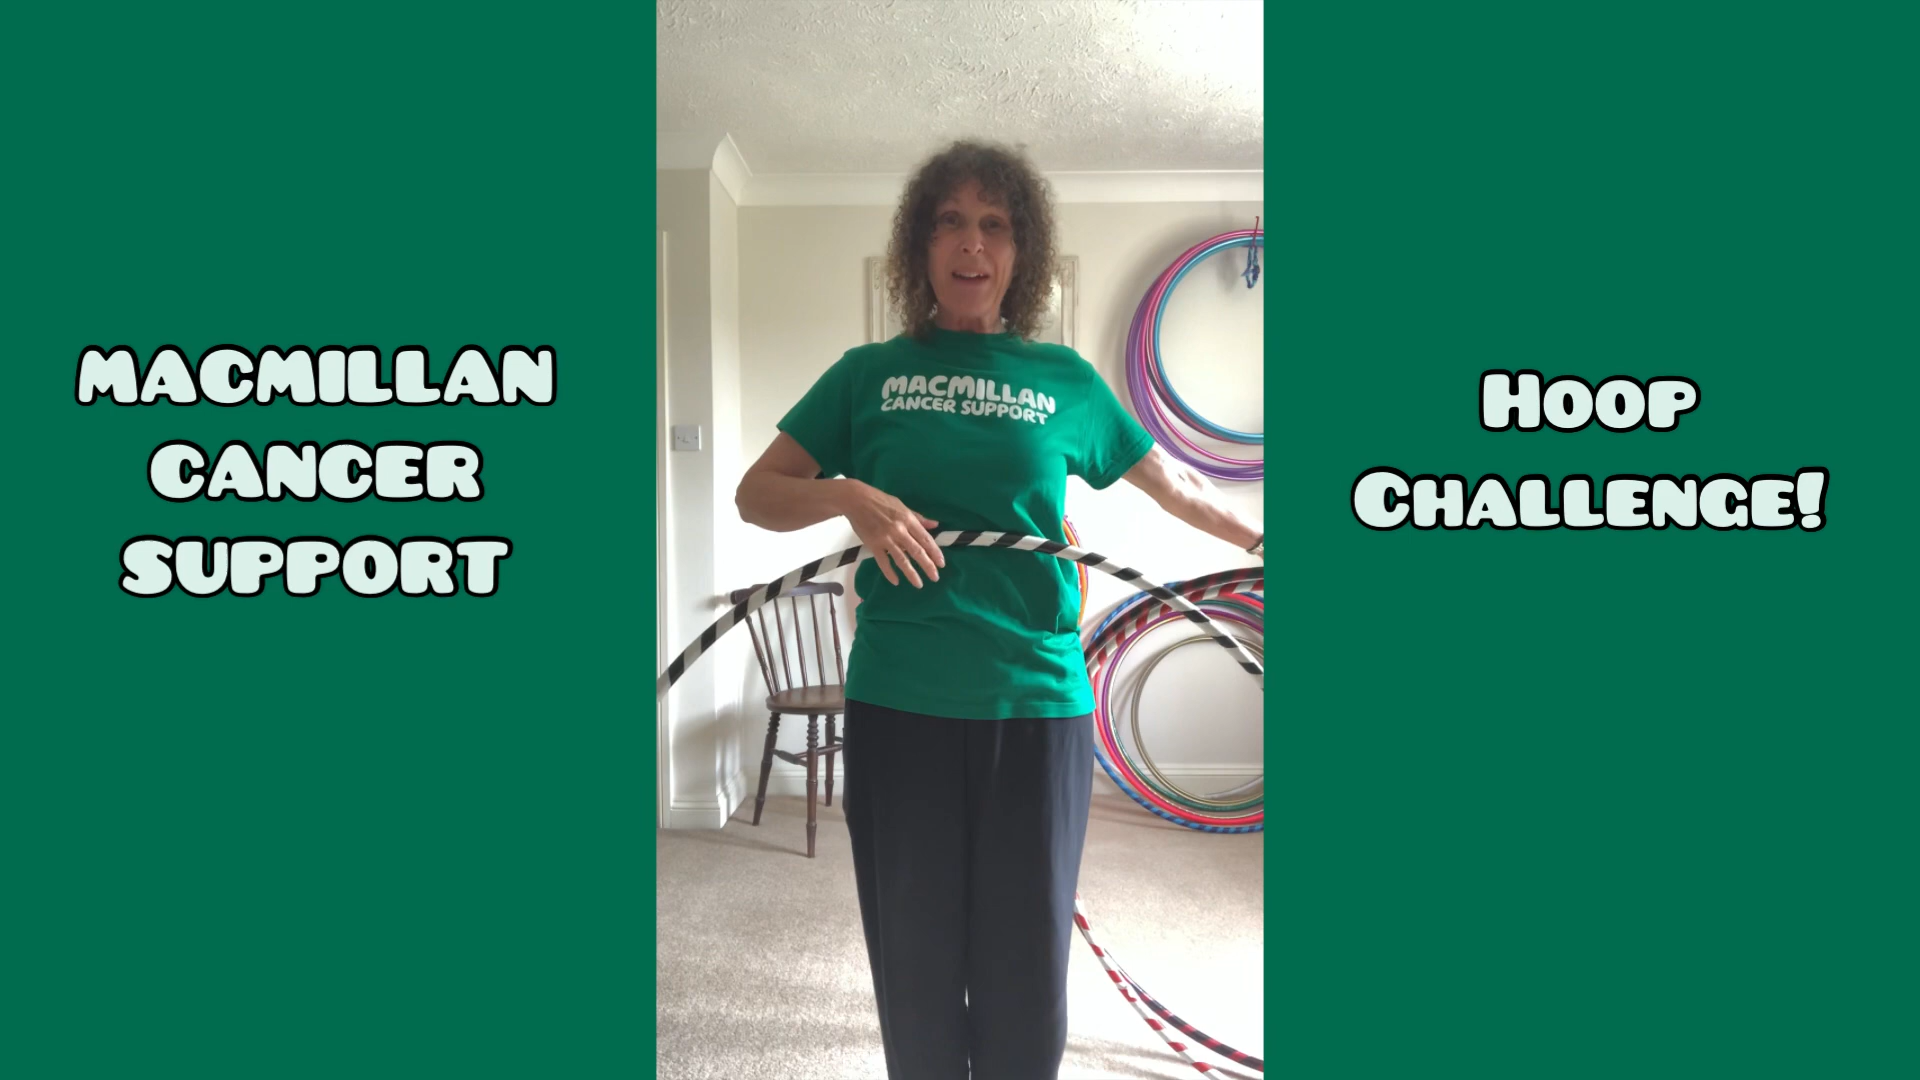 MACMILLAN
CANCER
SUPPORT
MACMILLAN
CANCER SUPPORT
HOOP
CHALLENGE!